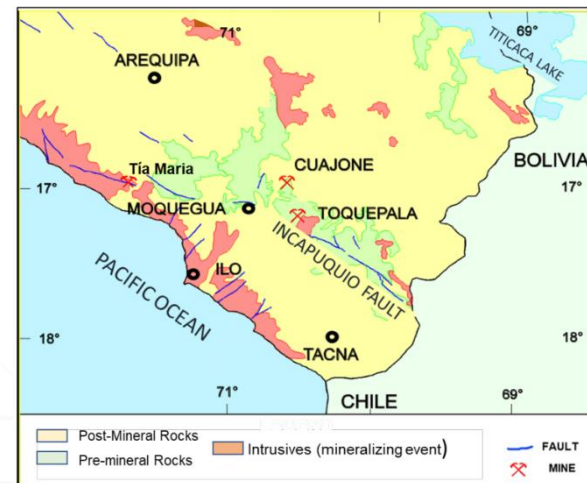 71°
69°
TITICACA LAKE
AREQUIPA
BOLIVIA
CUAJONE
Tía Maria
17°
17°
MOQUEGUA
TOQUEPALA
INCAPUQUIO FAULT
ILO
PACIFIC OCEAN
18°
18°
TACNA
71°
CHILE
69°
Post-Mineral Rocks
Pre-mineral Rocks
Intrusives (mineralizing event)
FAULT
MINE